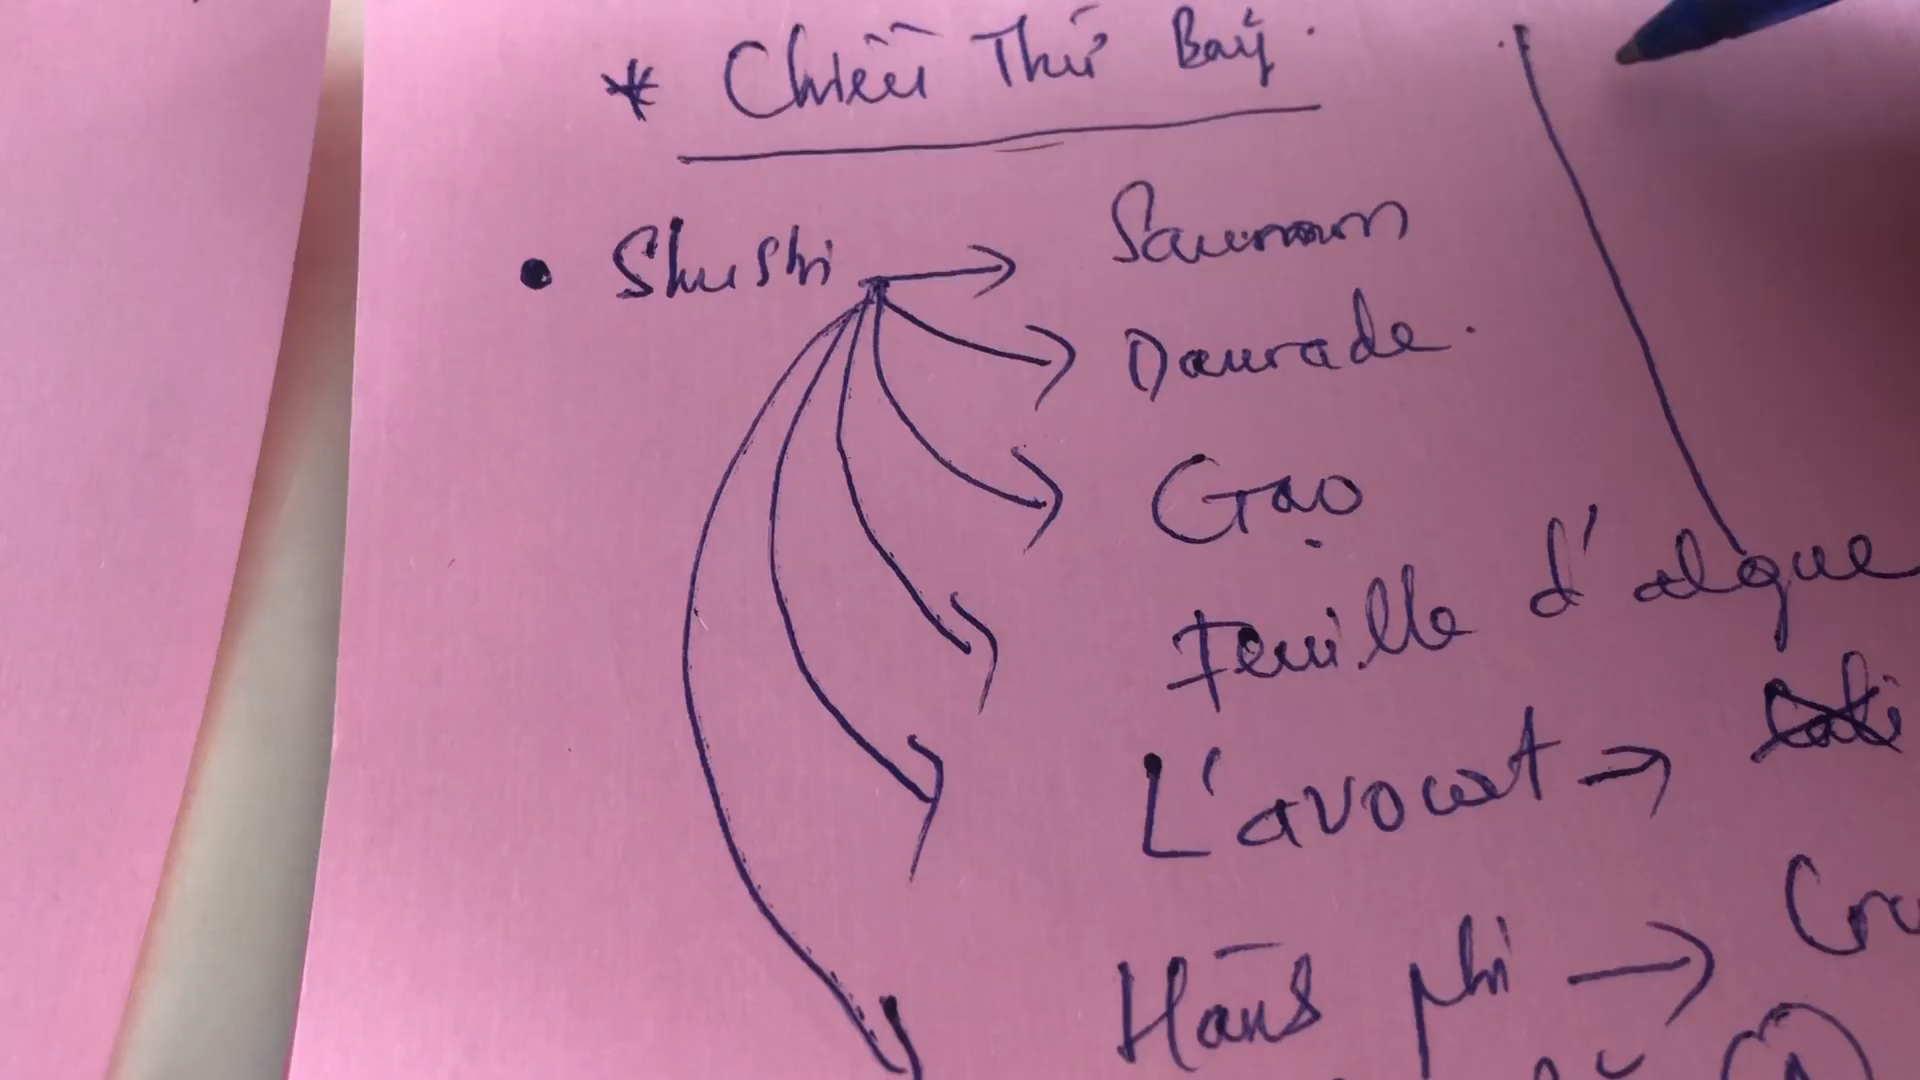 * Chiều Thứ Bảy.
• Shushi → Saumon
Daurade.
Gạo
Feuille d'algue
L'avocat →
Hành phi →